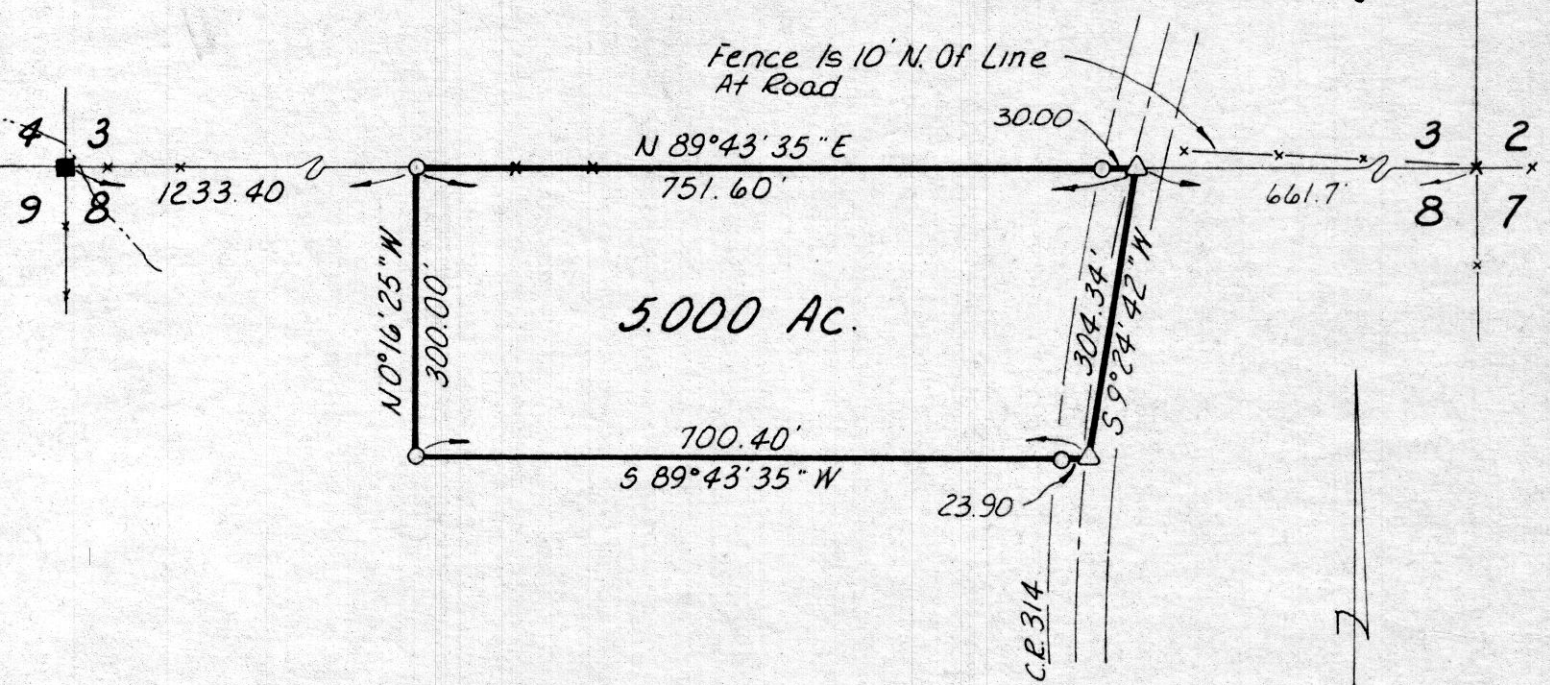 Fence Is 10' N. Of Line
At Road
30.00
4 3
9 8
1233.40
N 89°43'35"E
751.60'
661.7'
3 2
8 7
N 0°16'25"W
300.00'
5.000 Ac.
304.34'
S 9°24'42"W
700.40'
S 89°43'35"W
23.90
C.R. 314